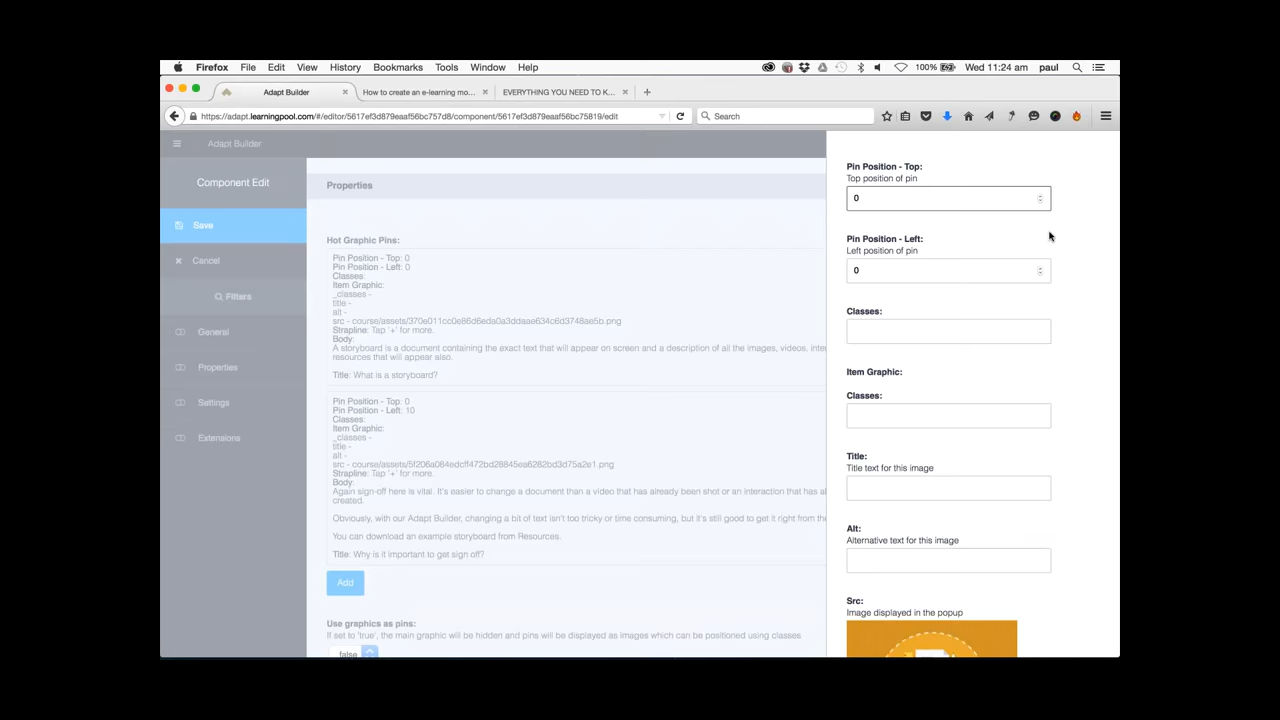 Firefox File Edit View History Bookmarks Tools Window Help 100% Wed 11:24 am paul
Adapt Builder How to create an e-learning mo... EVERYTHING YOU NEED TO K...
https://adapt.learningpool.com/#/editor/5617ef3d879eaaf56bc757d8/component/5617ef3d879eaaf56bc75819/edit Search
Adapt Builder
Component Edit
Save
Cancel
Filters
General
Properties
Settings
Extensions
Properties
Hot Graphic Pins:
Pin Position - Top: 0
Pin Position - Left: 0
Classes:
Item Graphic:
_classes -
title -
alt -
src - course/assets/370e011cc0e86d6eda0a3ddaae634c6d3748ae5b.png
Strapline: Tap '+' for more.
Body:
A storyboard is a document containing the exact text that will appear on screen and a description of all the images, videos, inte
resources that will appear also.
Title: What is a storyboard?
Pin Position - Top: 0
Pin Position - Left: 10
Classes:
Item Graphic:
_classes -
title -
alt -
src - course/assets/5f206a084edcff472bd28845ea6282bd3d75a2e1.png
Strapline: Tap '+' for more.
Body:
Again sign-off here is vital. It's easier to change a document than a video that has already been shot or an interaction that has al
created.
Obviously, with our Adapt Builder, changing a bit of text isn't too tricky or time consuming, but it's still good to get it right from the
You can download an example storyboard from Resources.
Title: Why is it important to get sign off?
Add
Use graphics as pins:
If set to 'true', the main graphic will be hidden and pins will be displayed as images which can be positioned using classes
false
Pin Position - Top:
Top position of pin
0
Pin Position - Left:
Left position of pin
0
Classes:
Item Graphic:
Classes:
Title:
Title text for this image
Alt:
Alternative text for this image
Src:
Image displayed in the popup